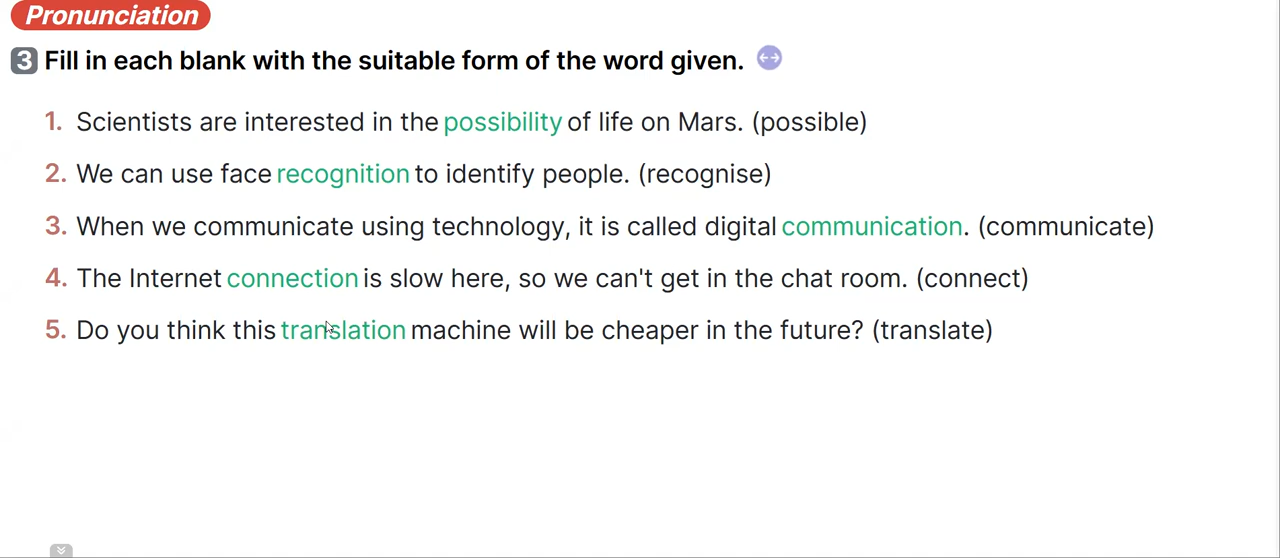 Pronunciation
3 Fill in each blank with the suitable form of the word given.
1. Scientists are interested in the possibility of life on Mars. (possible)
2. We can use face recognition to identify people. (recognise)
3. When we communicate using technology, it is called digital communication. (communicate)
4. The Internet connection is slow here, so we can't get in the chat room. (connect)
5. Do you think this translation machine will be cheaper in the future? (translate)